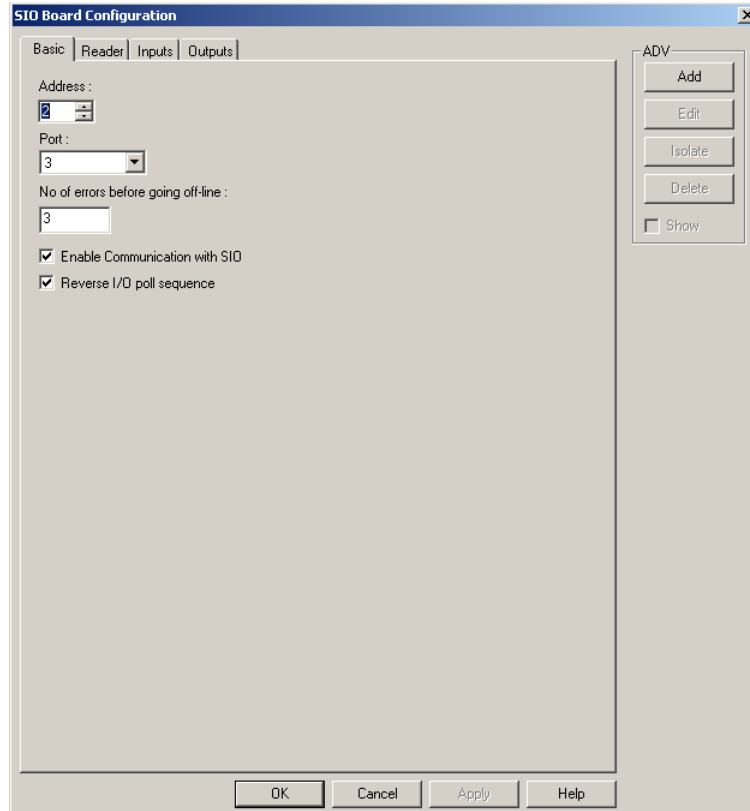 SIO Board Configuration
Basic Reader Inputs Outputs
Address :
2
Port :
3
No of errors before going off-line :
3
Enable Communication with SIO
Reverse I/O poll sequence
ADV
Add
Edit
Isolate
Delete
Show
OK Cancel Apply Help